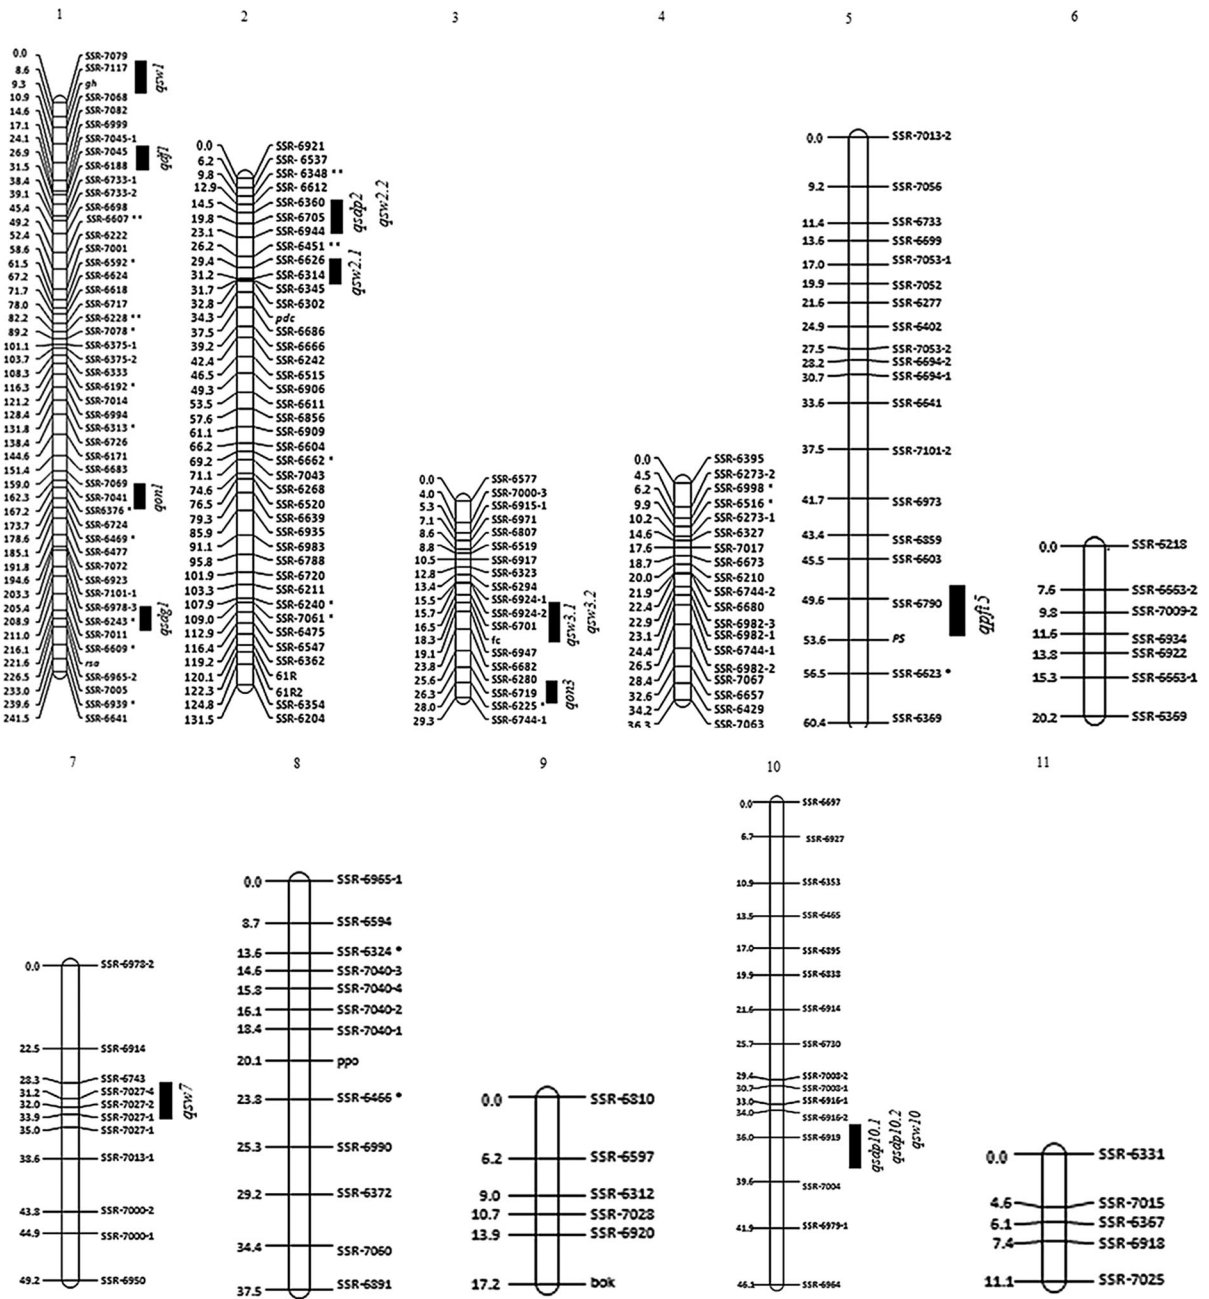 1
0.0 SSR-7079
8.6 SSR-7117
9.3 gh
10.9 SSR-7068
14.6 SSR-7082
17.1 SSR-6999
24.1 SSR-7045-1
26.9 SSR-7045
31.5 SSR-6188
38.4 SSR-6733-1
39.1 SSR-6733-2
45.4 SSR-6698
49.2 SSR-6607 **
52.4 SSR-6222
58.6 SSR-7001
61.5 SSR-6592 *
67.2 SSR-6624
71.7 SSR-6618
78.0 SSR-6717
82.2 SSR-6228 **
89.2 SSR-7078 *
101.1 SSR-6375-1
103.7 SSR-6375-2
108.3 SSR-6333
116.3 SSR-6192 *
121.2 SSR-7014
128.4 SSR-6994
131.8 SSR-6313 *
138.4 SSR-6726
144.6 SSR-6171
151.4 SSR-6683
159.0 SSR-7069
162.3 SSR-7041
167.2 SSR6376 *
173.7 SSR-6724
178.6 SSR-6469 *
185.1 SSR-6477
191.8 SSR-7072
194.6 SSR-6923
203.3 SSR-7101-1
205.4 SSR-6978-3
208.9 SSR-6243 *
211.0 SSR-7011
216.1 SSR-6609 *
221.6 rsa
226.5 SSR-6965-2
233.0 SSR-7005
239.6 SSR-6939 *
241.5 SSR-6641
qsw1
qdf1
qon1
qsdg1
2
0.0 SSR-6921
6.2 SSR- 6537
9.8 SSR-6348 **
12.9 SSR-6612
14.5 SSR-6360
19.8 SSR-6705
23.1 SSR-6944
26.2 SSR-6451 **
29.4 SSR-6626
31.2 SSR-6314
31.7 SSR-6345
32.8 SSR-6302
34.3 pdc
37.5 SSR-6686
39.2 SSR-6666
42.4 SSR-6242
46.5 SSR-6515
49.3 SSR-6906
53.5 SSR-6611
57.6 SSR-6856
61.1 SSR-6909
66.2 SSR-6604
69.2 SSR-6662 *
71.1 SSR-7043
74.6 SSR-6268
76.5 SSR-6520
79.3 SSR-6639
85.9 SSR-6935
91.1 SSR-6983
95.8 SSR-6788
101.9 SSR-6720
103.3 SSR-6211
107.9 SSR-6240 *
109.0 SSR-7061 *
112.9 SSR-6475
116.4 SSR-6547
119.2 SSR-6362
120.1 61R
122.3 61R2
124.8 SSR-6354
131.5 SSR-6204
qsdp2
qsw2.2
qsw2.1
3
0.0 SSR-6577
4.0 SSR-7000-3
5.3 SSR-6915-1
7.1 SSR-6971
8.6 SSR-6807
8.8 SSR-6519
10.5 SSR-6917
12.8 SSR-6323
13.4 SSR-6294
15.5 SSR-6924-1
15.7 SSR-6924-2
16.5 SSR-6701
18.3 fc
19.1 SSR-6947
23.8 SSR-6682
25.6 SSR-6280
26.3 SSR-6719
28.0 SSR-6225 *
29.3 SSR-6744-1
qsw3.1
qsw3.2
qon3
4
0.0 SSR-6395
4.5 SSR-6273-2
6.2 SSR-6998 *
9.9 SSR-6516 *
10.2 SSR-6273-1
14.6 SSR-6327
17.6 SSR-7017
18.7 SSR-6673
20.0 SSR-6210
21.9 SSR-6744-2
22.4 SSR-6680
22.9 SSR-6982-3
23.1 SSR-6982-1
24.4 SSR-6744-1
26.5 SSR-6982-2
28.4 SSR-7067
32.6 SSR-6657
34.2 SSR-6429
36.3 SSR-7063
5
0.0 SSR-7013-2
9.2 SSR-7056
11.4 SSR-6733
13.6 SSR-6699
17.0 SSR-7053-1
19.9 SSR-7052
21.6 SSR-6277
24.9 SSR-6402
27.5 SSR-7053-2
28.2 SSR-6694-2
30.7 SSR-6694-1
33.6 SSR-6641
37.5 SSR-7101-2
41.7 SSR-6973
43.4 SSR-6859
45.5 SSR-6603
49.6 SSR-6790
53.6 PS
56.5 SSR-6623 *
60.4 SSR-6369
qpfi5
6
0.0 SSR-6218
7.6 SSR-6663-2
9.8 SSR-7009-2
11.6 SSR-6934
13.8 SSR-6922
15.3 SSR-6663-1
20.2 SSR-6369
7
0.0 SSR-6978-2
22.5 SSR-6914
28.3 SSR-6743
31.2 SSR-7027-4
32.0 SSR-7027-2
33.9 SSR-7027-1
35.0 SSR-7027-1
38.6 SSR-7013-1
43.8 SSR-7000-2
44.9 SSR-7000-1
49.2 SSR-6950
qsw7
8
0.0 SSR-6965-1
8.7 SSR-6594
13.6 SSR-6324 *
14.6 SSR-7040-3
15.8 SSR-7040-4
16.1 SSR-7040-2
18.4 SSR-7040-1
20.1 ppo
23.8 SSR-6466 *
25.3 SSR-6990
29.2 SSR-6372
34.4 SSR-7060
37.5 SSR-6891
9
0.0 SSR-6810
6.2 SSR-6597
9.0 SSR-6312
10.7 SSR-7028
13.9 SSR-6920
17.2 bok
10
0.0 SSR-6697
6.7 SSR-6927
10.9 SSR-6353
13.5 SSR-6465
17.0 SSR-6895
19.9 SSR-6838
21.6 SSR-6914
25.7 SSR-6730
29.4 SSR-7008-2
30.7 SSR-7008-1
33.0 SSR-6916-1
34.0 SSR-6916-2
36.0 SSR-6919
39.6 SSR-7004
41.9 SSR-6979-1
46.1 SSR-6964
qsdp10.1
qsdp10.2
qsw10
11
0.0 SSR-6331
4.6 SSR-7015
6.1 SSR-6367
7.4 SSR-6918
11.1 SSR-7025